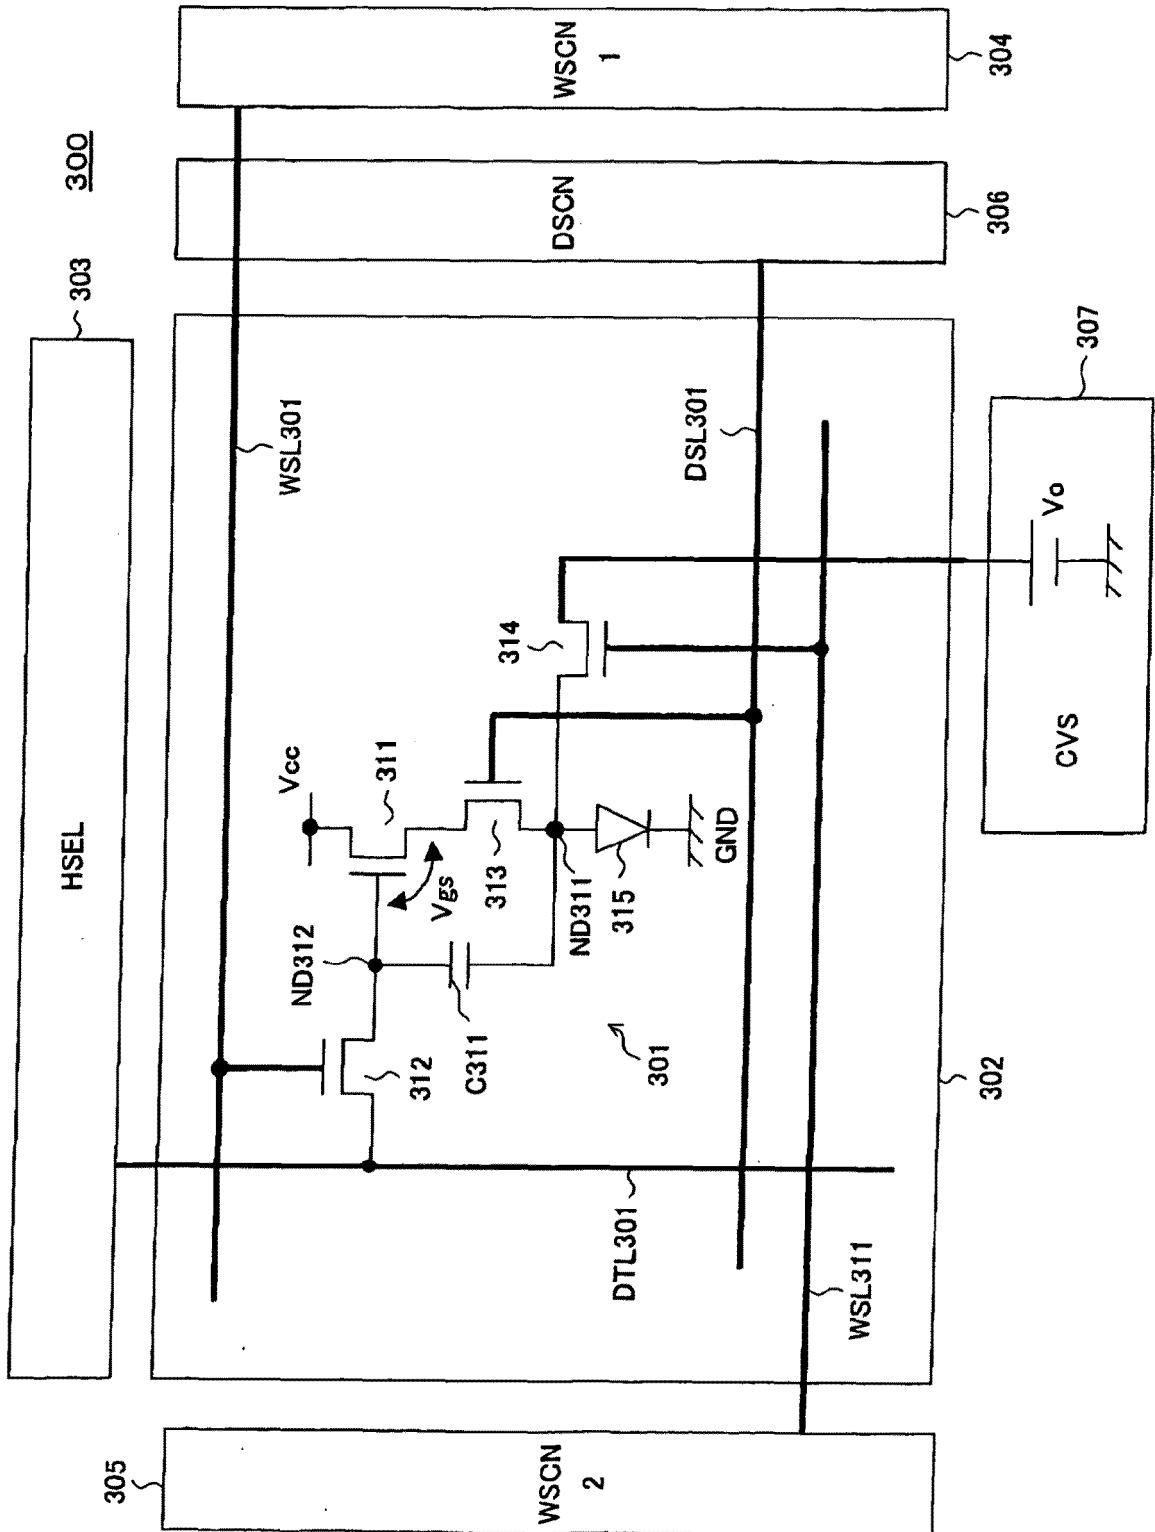 300
HSEL
303
WSCN
1
304
DSCN
306
WSL301
Vcc
311
ND312
Vgs
312
C311
313
314
ND311
315
GND
301
DSL301
DTL301
302
WSCN
2
305
WSL311
CVS
Vo
307